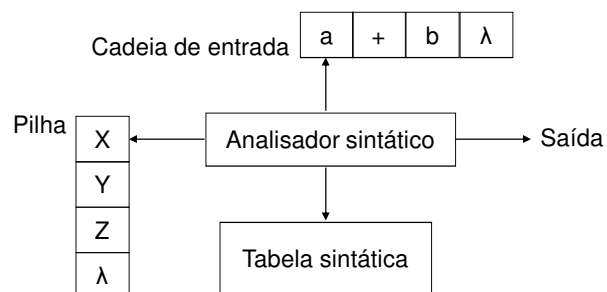 Cadeia de entrada a + b λ
Pilha X Analisador sintático Saída
Y
Z
Tabela sintática
λ